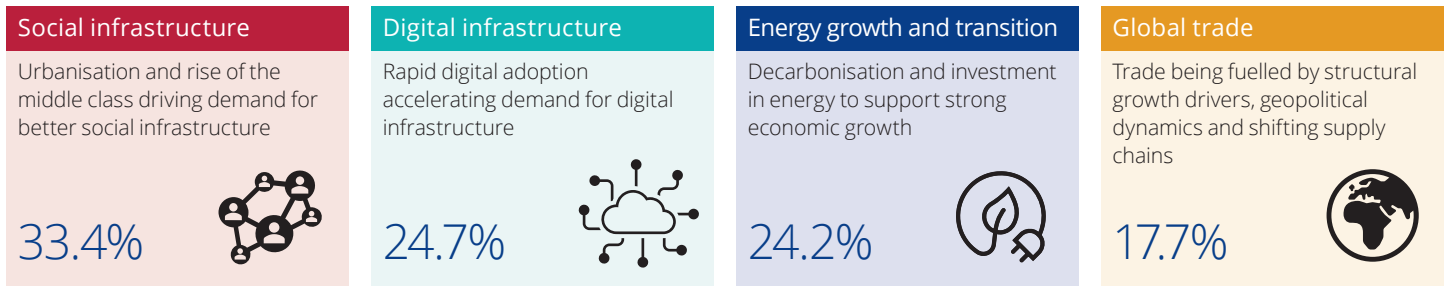 Social infrastructure
Urbanisation and rise of the
middle class driving demand for
better social infrastructure
33.4%
Digital infrastructure
Rapid digital adoption
accelerating demand for digital
infrastructure
24.7%
Energy growth and transition
Decarbonisation and investment
in energy to support strong
economic growth
24.2%
Global trade
Trade being fuelled by structural
growth drivers, geopolitical
dynamics and shifting supply
chains
17.7%